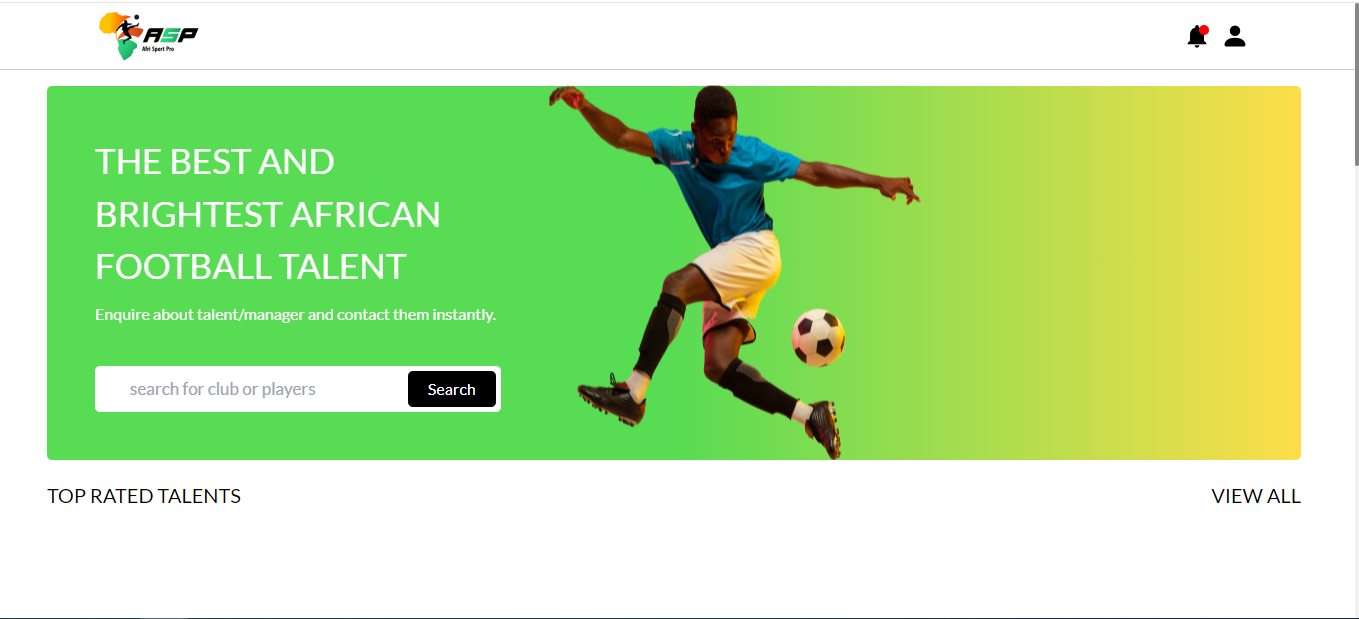 ASP
Afri Sport Pro
THE BEST AND
BRIGHTEST AFRICAN
FOOTBALL TALENT
Enquire about talent/manager and contact them instantly.
search for club or players
Search
TOP RATED TALENTS
VIEW ALL